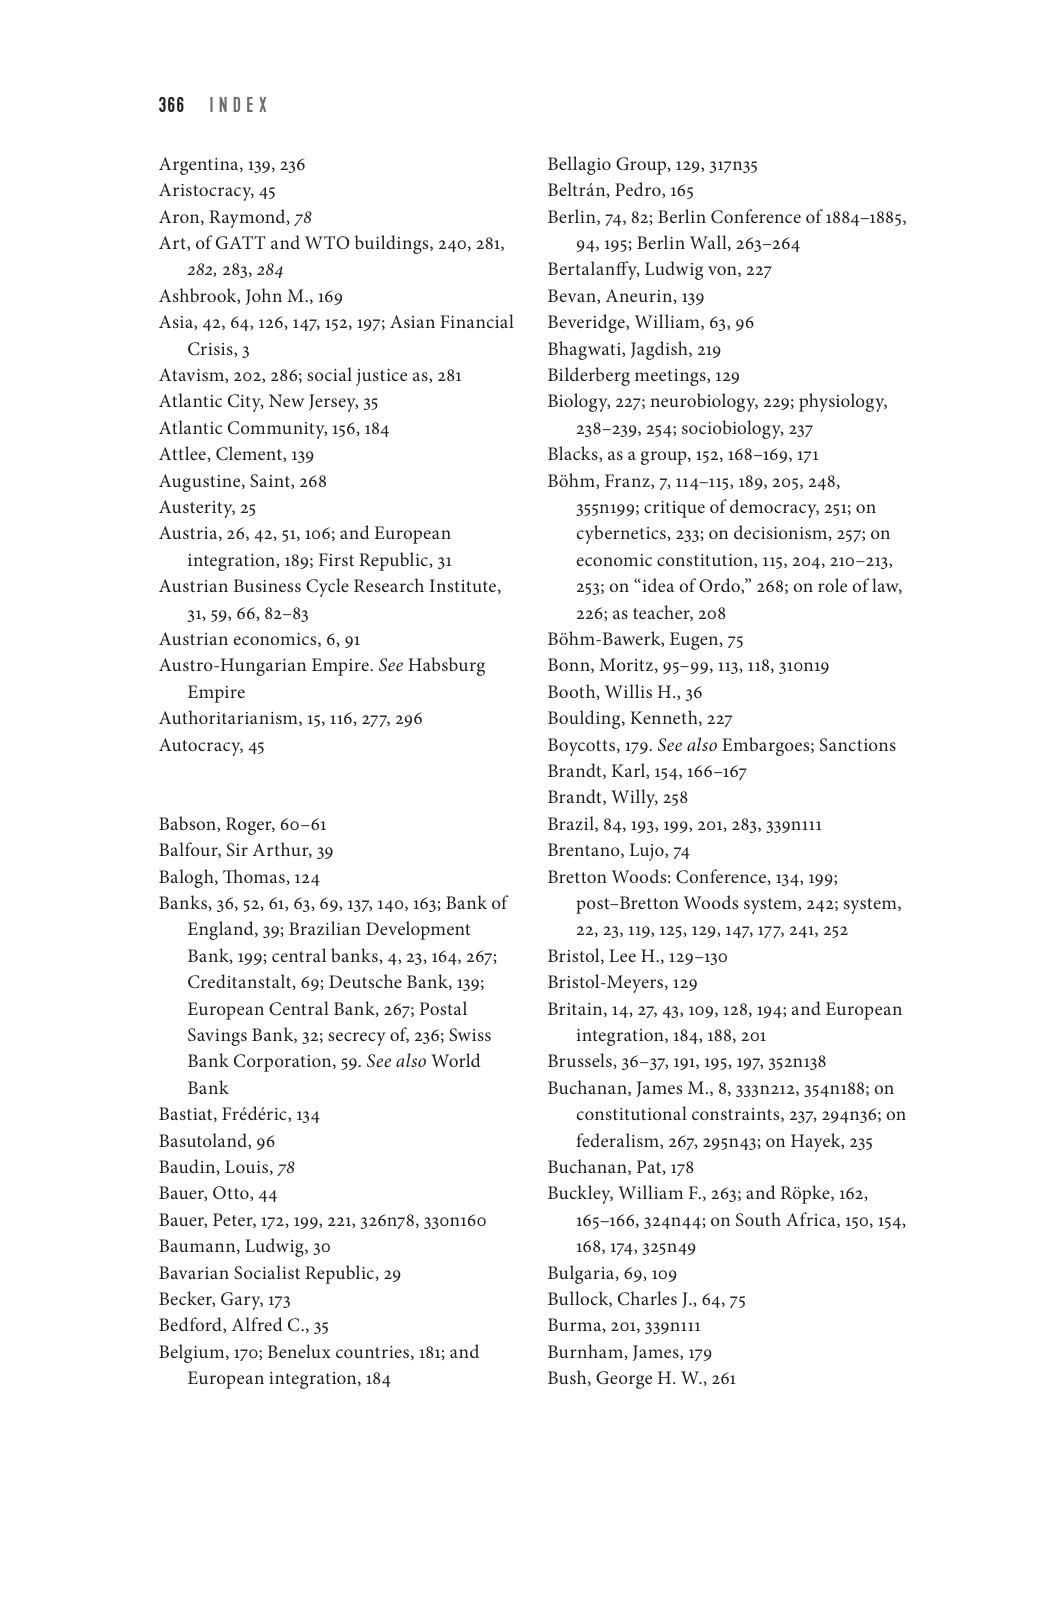 366 INDEX
Argentina, 139, 236
Aristocracy, 45
Aron, Raymond, 78
Art, of GATT and WTO buildings, 240, 281,
282, 283, 284
Ashbrook, John M., 169
Asia, 42, 64, 126, 147, 152, 197; Asian Financial
Crisis, 3
Atavism, 202, 286; social justice as, 281
Atlantic City, New Jersey, 35
Atlantic Community, 156, 184
Attlee, Clement, 139
Augustine, Saint, 268
Austerity, 25
Austria, 26, 42, 51, 106; and European
integration, 189; First Republic, 31
Austrian Business Cycle Research Institute,
31, 59, 66, 82–83
Austrian economics, 6, 91
Austro-Hungarian Empire. See Habsburg
Empire
Authoritarianism, 15, 116, 277, 296
Autocracy, 45
Babson, Roger, 60–61
Balfour, Sir Arthur, 39
Balogh, Thomas, 124
Banks, 36, 52, 61, 63, 69, 137, 140, 163; Bank of
England, 39; Brazilian Development
Bank, 199; central banks, 4, 23, 164, 267;
Creditanstalt, 69; Deutsche Bank, 139;
European Central Bank, 267; Postal
Savings Bank, 32; secrecy of, 236; Swiss
Bank Corporation, 59. See also World
Bank
Bastiat, Frédéric, 134
Basutoland, 96
Baudin, Louis, 78
Bauer, Otto, 44
Bauer, Peter, 172, 199, 221, 326n78, 330n160
Baumann, Ludwig, 30
Bavarian Socialist Republic, 29
Becker, Gary, 173
Bedford, Alfred C., 35
Belgium, 170; Benelux countries, 181; and
European integration, 184
Bellagio Group, 129, 317n35
Beltrán, Pedro, 165
Berlin, 74, 82; Berlin Conference of 1884–1885,
94, 195; Berlin Wall, 263–264
Bertalanffy, Ludwig von, 227
Bevan, Aneurin, 139
Beveridge, William, 63, 96
Bhagwati, Jagdish, 219
Bilderberg meetings, 129
Biology, 227; neurobiology, 229; physiology,
238–239, 254; sociobiology, 237
Blacks, as a group, 152, 168–169, 171
Böhm, Franz, 7, 114–115, 189, 205, 248,
355n199; critique of democracy, 251; on
cybernetics, 233; on decisionism, 257; on
economic constitution, 115, 204, 210–213,
253; on “idea of Ordo,” 268; on role of law,
226; as teacher, 208
Böhm-Bawerk, Eugen, 75
Bonn, Moritz, 95–99, 113, 118, 310n19
Booth, Willis H., 36
Boulding, Kenneth, 227
Boycotts, 179. See also Embargoes; Sanctions
Brandt, Karl, 154, 166–167
Brandt, Willy, 258
Brazil, 84, 193, 199, 201, 283, 339n111
Brentano, Lujo, 74
Bretton Woods: Conference, 134, 199;
post–Bretton Woods system, 242; system,
22, 23, 119, 125, 129, 147, 177, 241, 252
Bristol, Lee H., 129–130
Bristol-Meyers, 129
Britain, 14, 27, 43, 109, 128, 194; and European
integration, 184, 188, 201
Brussels, 36–37, 191, 195, 197, 352n138
Buchanan, James M., 8, 333n212, 354n188; on
constitutional constraints, 237, 294n36; on
federalism, 267, 295n43; on Hayek, 235
Buchanan, Pat, 178
Buckley, William F., 263; and Röpke, 162,
165–166, 324n44; on South Africa, 150, 154,
168, 174, 325n49
Bulgaria, 69, 109
Bullock, Charles J., 64, 75
Burma, 201, 339n111
Burnham, James, 179
Bush, George H. W., 261